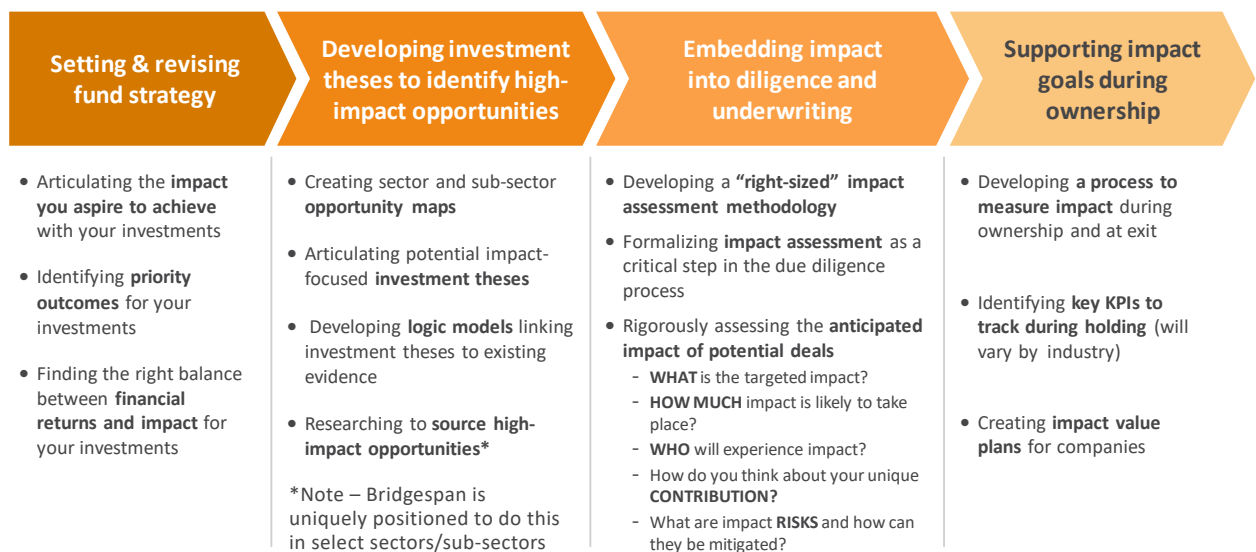 Setting & revising
fund strategy
Developing investment
theses to identify high-
impact opportunities
Embedding impact
into diligence and
underwriting
Supporting impact
goals during
ownership
• Articulating the impact
you aspire to achieve
with your investments
• Identifying priority
outcomes for your
investments
• Finding the right balance
between financial
returns and impact for
your investments
• Creating sector and sub-sector
opportunity maps
• Articulating potential impact-
focused investment theses
• Developing logic models linking
investment theses to existing
evidence
• Researching to source high-
impact opportunities*
*Note – Bridgespan is
uniquely positioned to do this
in select sectors/sub-sectors
• Developing a “right-sized” impact
assessment methodology
• Formalizing impact assessment as a
critical step in the due diligence
process
• Rigorously assessing the anticipated
impact of potential deals
- WHAT is the targeted impact?
- HOW MUCH impact is likely to take
place?
- WHO will experience impact?
- How do you think about your unique
CONTRIBUTION?
- What are impact RISKS and how can
they be mitigated?
• Developing a process to
measure impact during
ownership and at exit
• Identifying key KPIs to
track during holding (will
vary by industry)
• Creating impact value
plans for companies